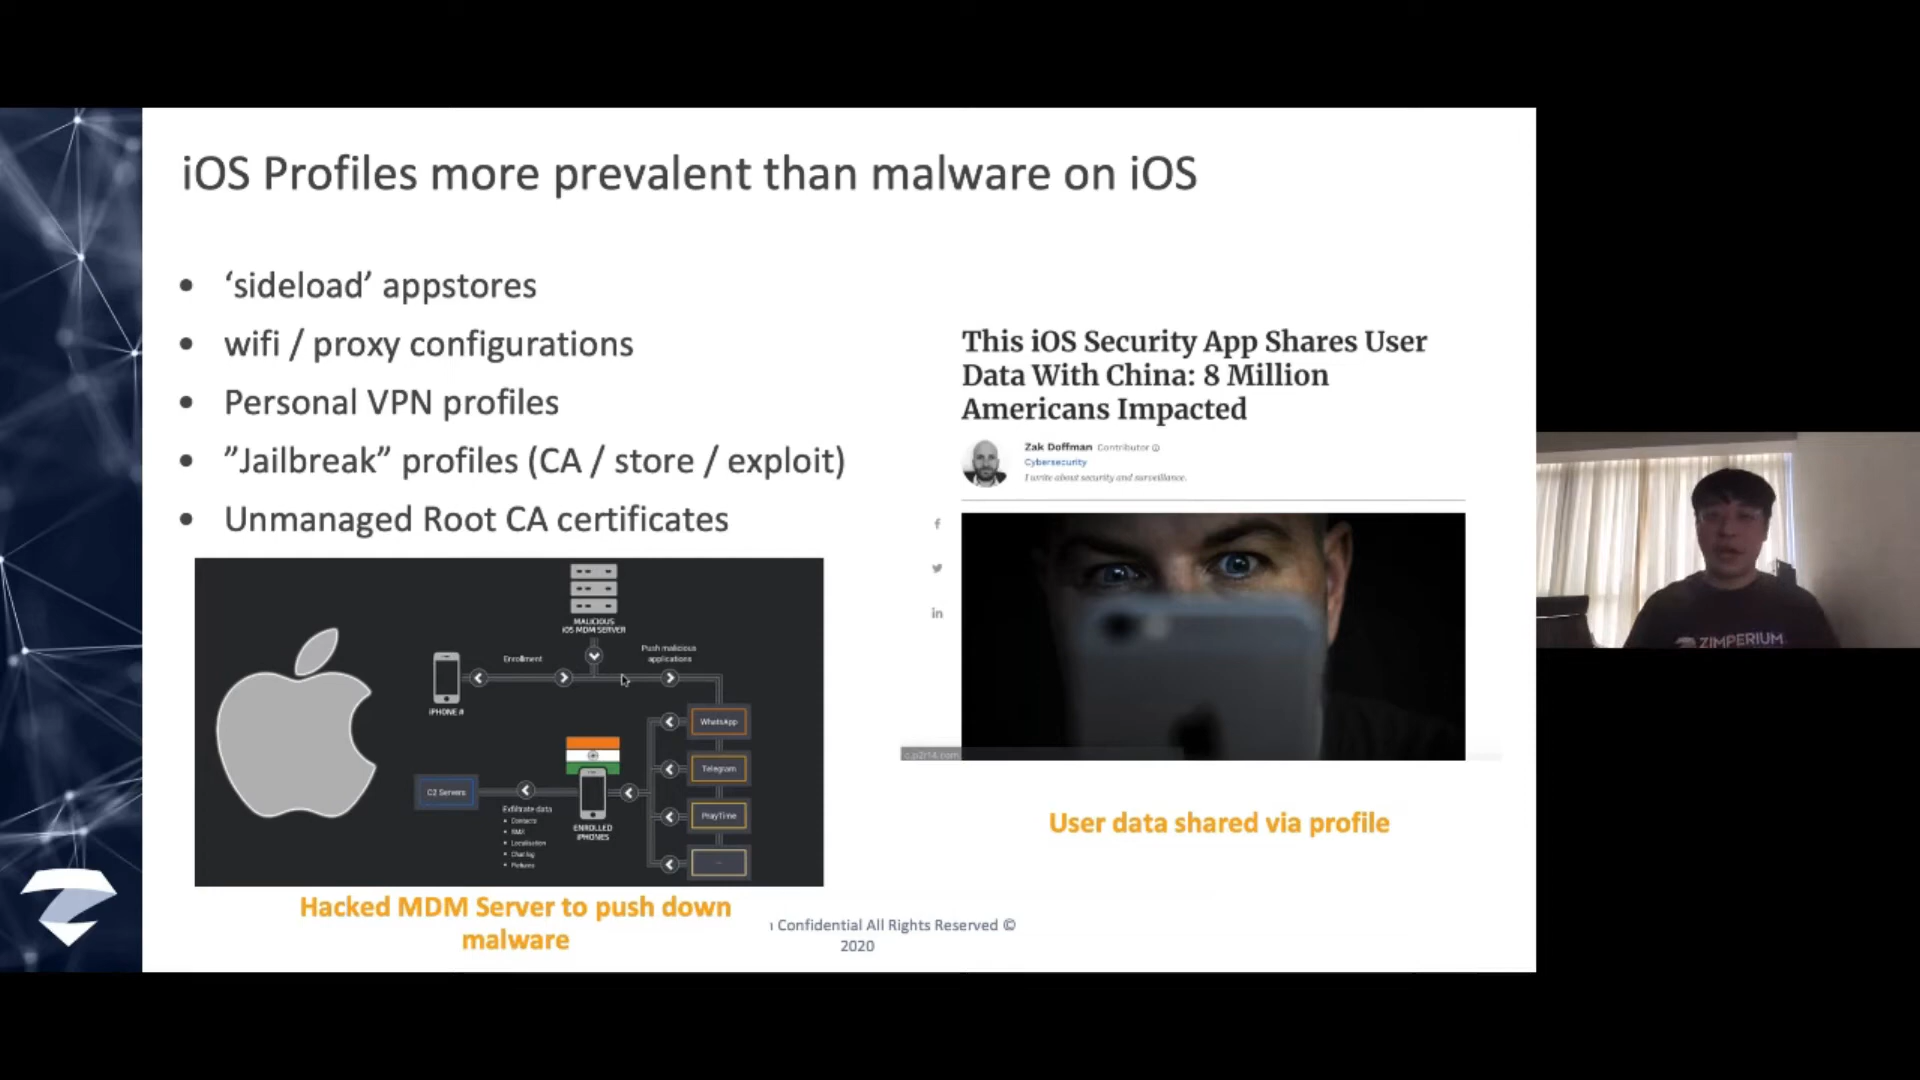 iOS Profiles more prevalent than malware on iOS
• ‘sideload’ appstores
• wifi / proxy configurations
• Personal VPN profiles
• ”Jailbreak” profiles (CA / store / exploit)
• Unmanaged Root CA certificates
MALICIOUS
iOS MDM SERVER
Enrollment
Push malicious
applications
iPHONE #
WhatsApp
Telegram
PrayTime
...
C2 Servers
Exfiltrate data
• Contacts
• SMS
• Localisation
• Chat log
• Pictures
ENROLLED
iPHONES
Hacked MDM Server to push down
malware
This iOS Security App Shares User
Data With China: 8 Million
Americans Impacted
Zak Doffman Contributor
Cybersecurity
I write about security and surveillance.
f
in
User data shared via profile
Confidential All Rights Reserved ©
2020
ZIMPERIUM